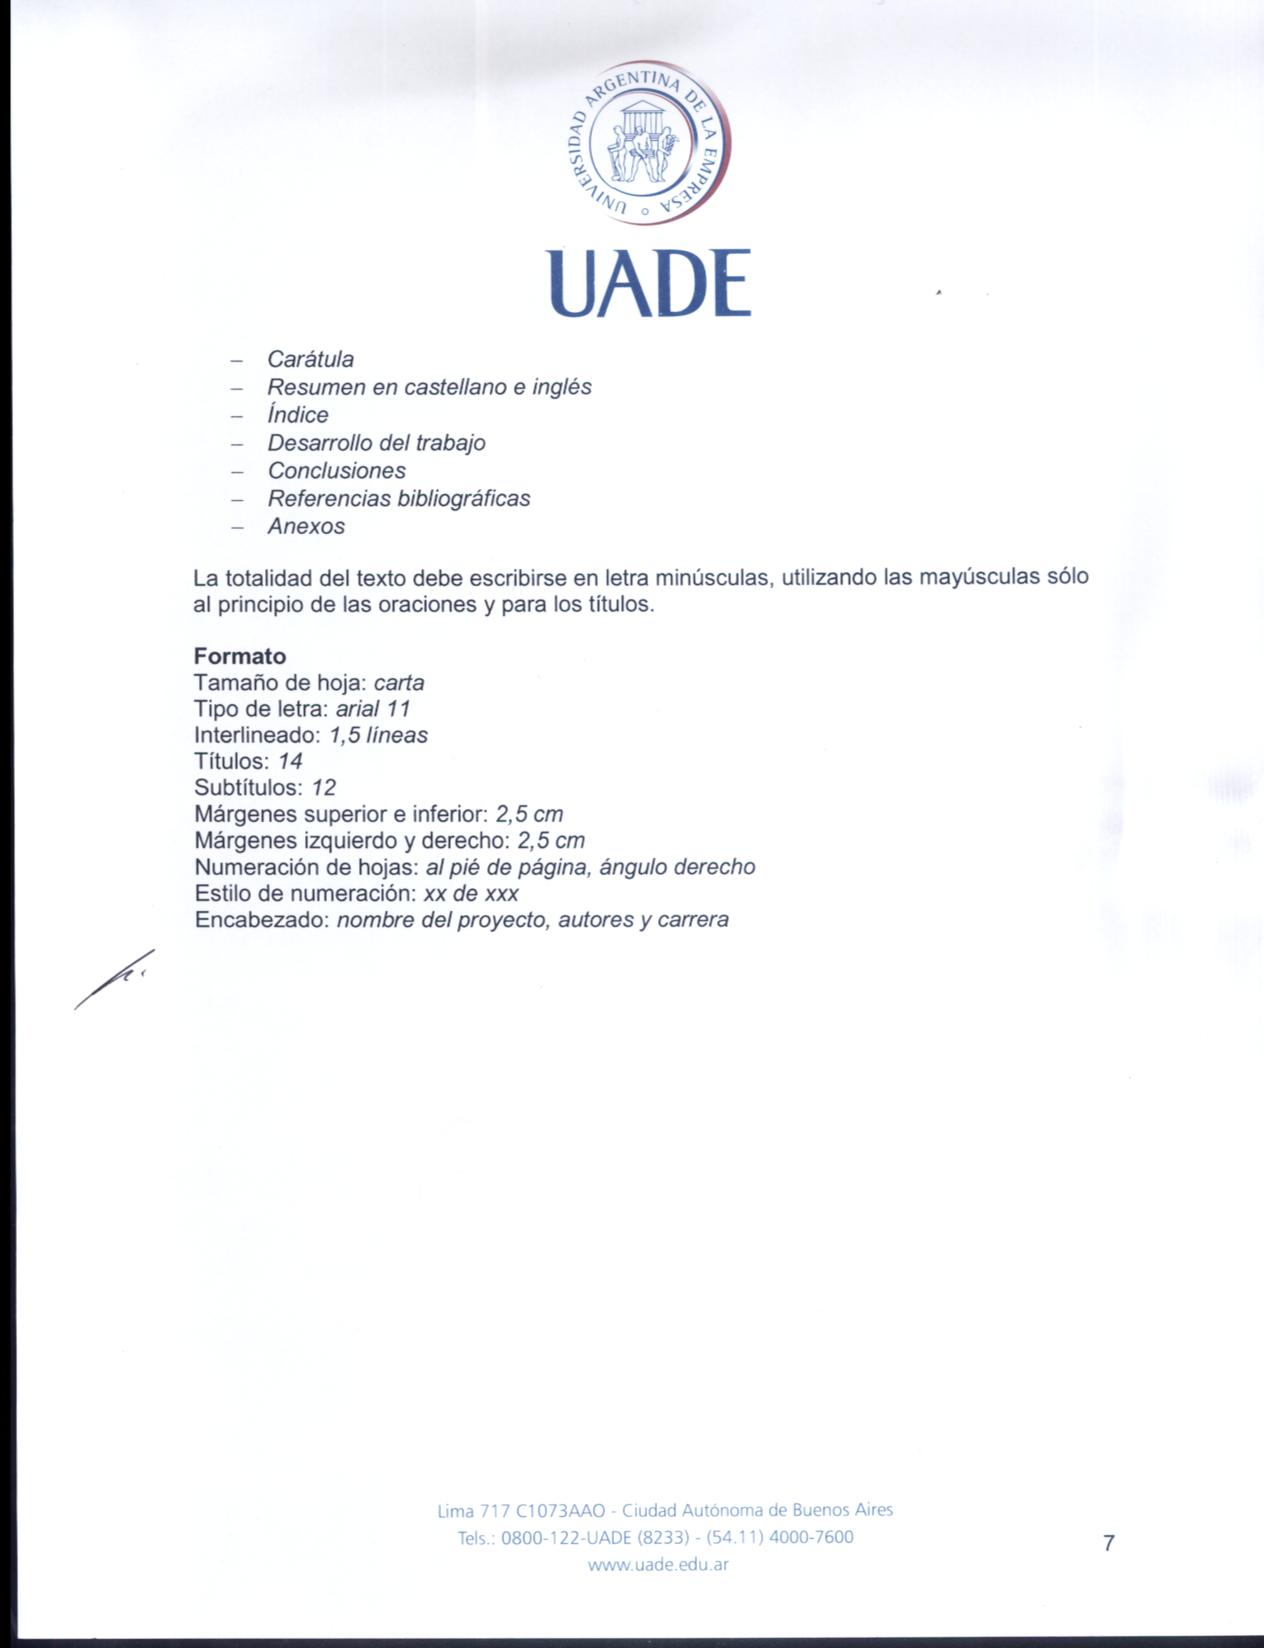 UNIVERSIDAD ARGENTINA DE LA EMPRESA
UADE
– Carátula
– Resumen en castellano e inglés
– Índice
– Desarrollo del trabajo
– Conclusiones
– Referencias bibliográficas
– Anexos
La totalidad del texto debe escribirse en letra minúsculas, utilizando las mayúsculas sólo
al principio de las oraciones y para los títulos.
Formato
Tamaño de hoja: carta
Tipo de letra: arial 11
Interlineado: 1,5 líneas
Títulos: 14
Subtítulos: 12
Márgenes superior e inferior: 2,5 cm
Márgenes izquierdo y derecho: 2,5 cm
Numeración de hojas: al pié de página, ángulo derecho
Estilo de numeración: xx de xxx
Encabezado: nombre del proyecto, autores y carrera
Lima 717 C1073AAO - Ciudad Autónoma de Buenos Aires
Tels.: 0800-122-UADE (8233) - (54.11) 4000-7600
www.uade.edu.ar
7